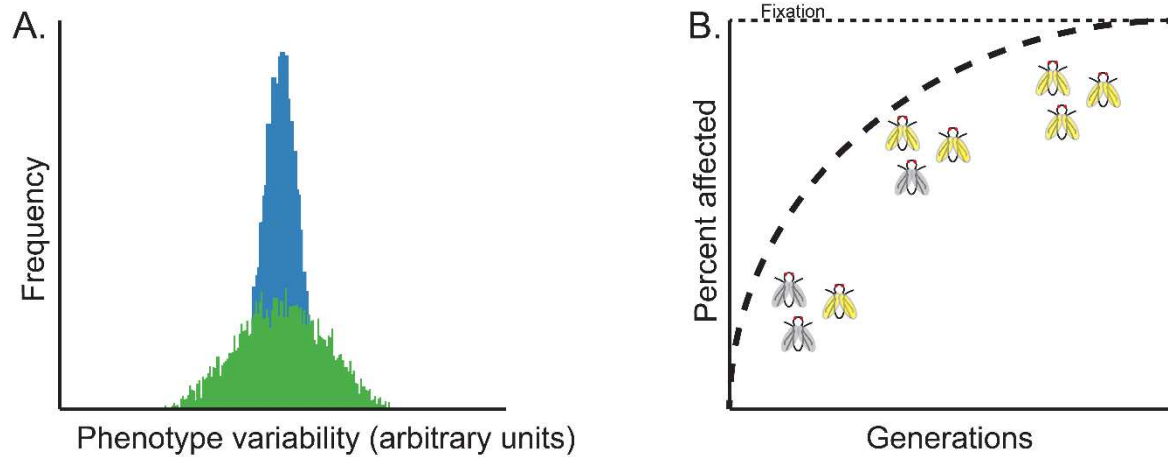 A.
Frequency
Phenotype variability (arbitrary units)
B.
Fixation
Percent affected
Generations